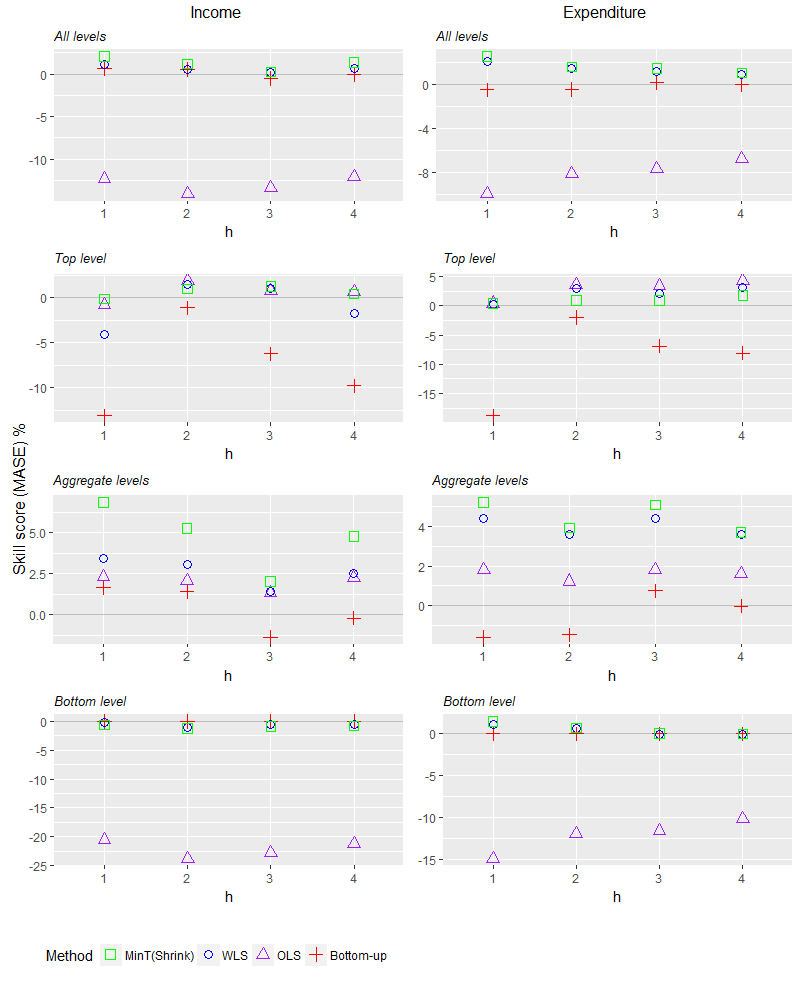 Income
Expenditure
Skill score (MASE) %
All levels
0
-5
-10
1 2 3 4
h
All levels
0
-4
-8
1 2 3 4
h
Top level
0
-5
-10
1 2 3 4
h
Top level
5
0
-5
-10
-15
1 2 3 4
h
Aggregate levels
5.0
2.5
0.0
1 2 3 4
h
Aggregate levels
4
2
0
1 2 3 4
h
Bottom level
0
-5
-10
-15
-20
-25
1 2 3 4
h
Bottom level
0
-5
-10
-15
1 2 3 4
h
Method MinT(Shrink) WLS OLS Bottom-up